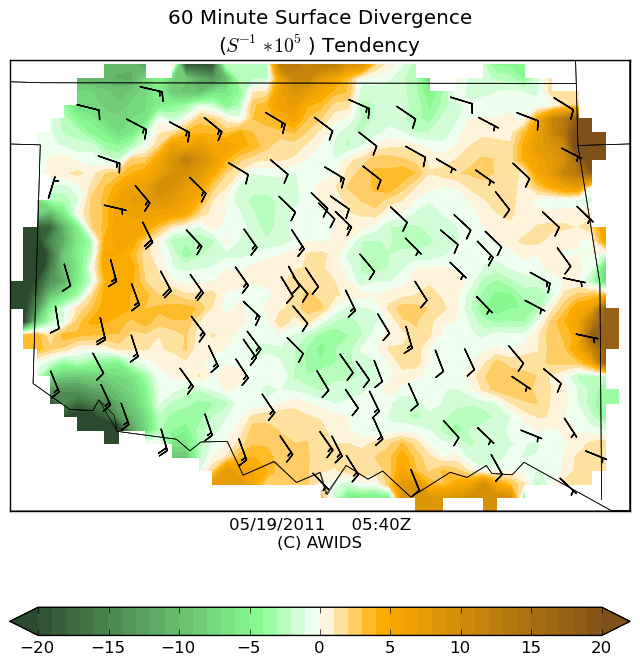 60 Minute Surface Divergence
(S⁻¹ *10⁵ ) Tendency
05/19/2011 05:40Z
(C) AWIDS
−20 −15 −10 −5 0 5 10 15 20